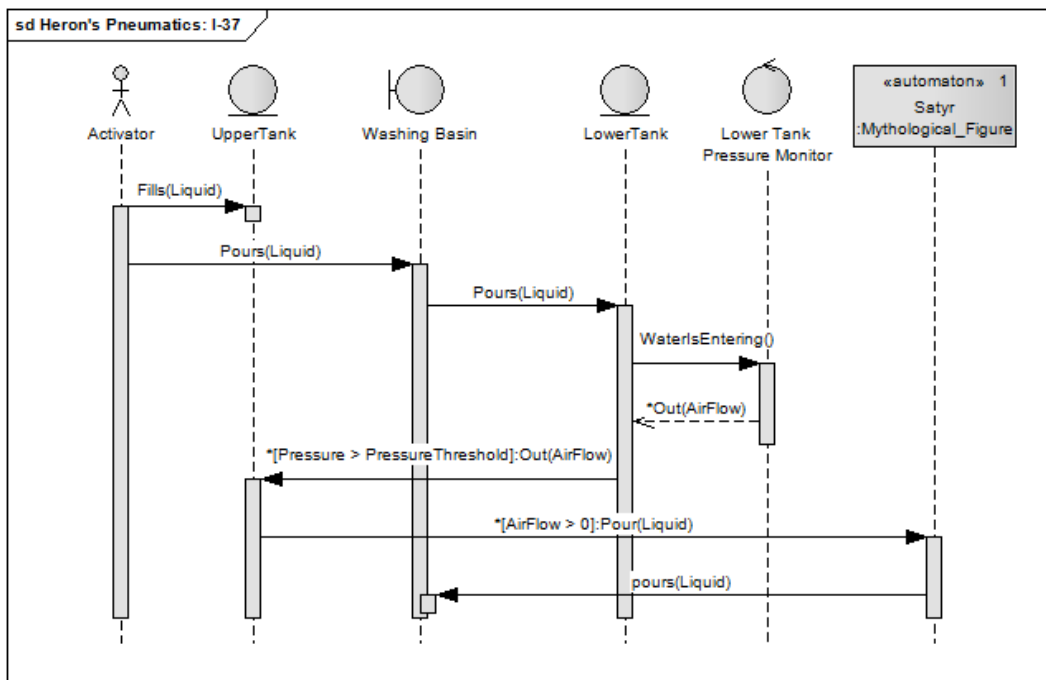 sd Heron's Pneumatics: I-37
«automaton» 1
Satyr
:Mythological_Figure
Activator
UpperTank
Washing Basin
LowerTank
Lower Tank
Pressure Monitor
Fills(Liquid)
Pours(Liquid)
Pours(Liquid)
WaterIsEntering()
*Out(AirFlow)
*[Pressure > PressureThreshold]:Out(AirFlow)
*[AirFlow > 0]:Pour(Liquid)
pours(Liquid)